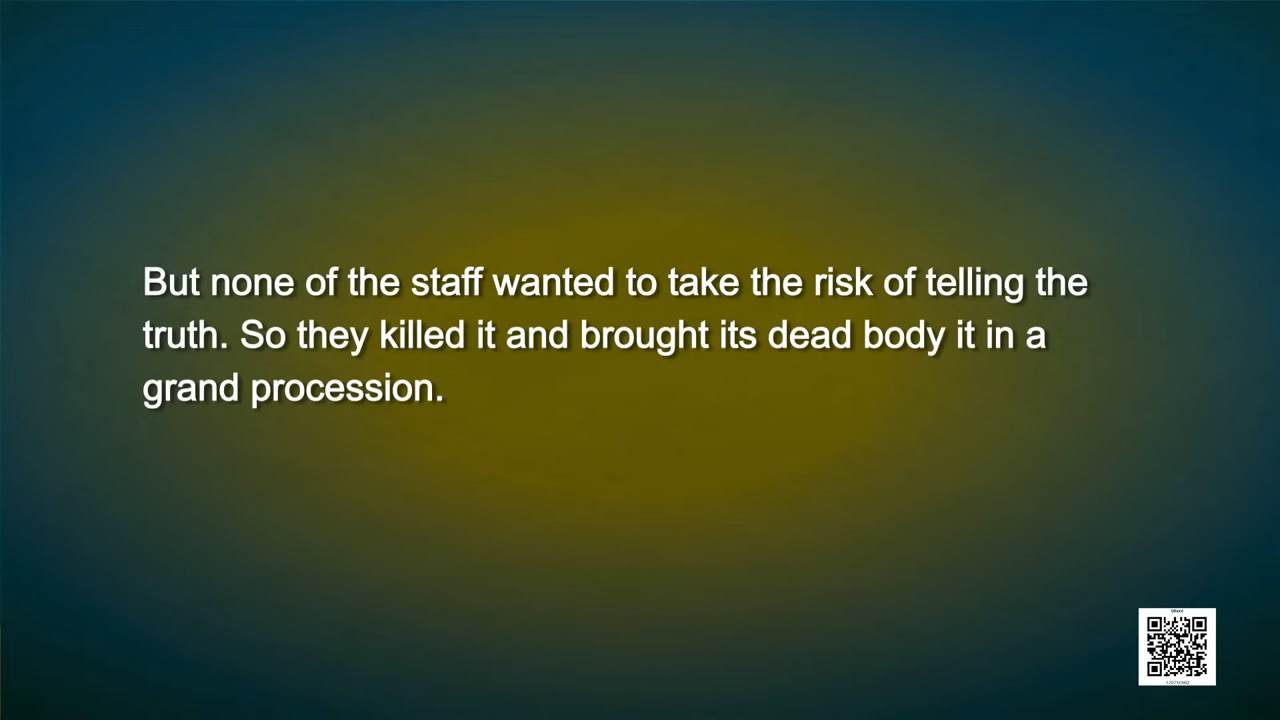 But none of the staff wanted to take the risk of telling the
truth. So they killed it and brought its dead body it in a
grand procession.